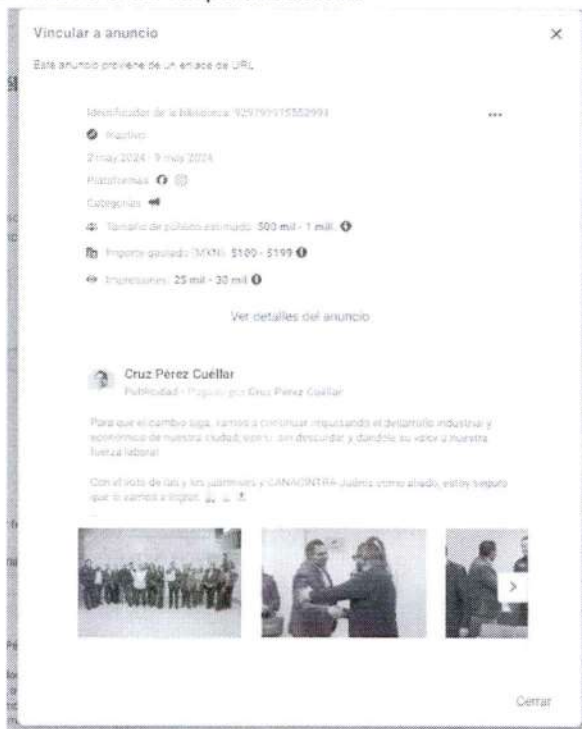 Vincular a anuncio
Este anuncio proviene de un enlace de URL
Identificador de la biblioteca:
Inactivo
2 may 2024 - 9 may 2024
Plataformas
Categorías
Tamaño de público estimado: 500 mil - 1 mill.
Importe gastado (MXN): $100 - $199
Impresiones: 25 mil - 30 mil
Ver detalles del anuncio
Cruz Pérez Cuéllar
Publicidad • Pagado por Cruz Pérez Cuéllar
Para que el cambio siga, vamos a continuar impulsando el desarrollo industrial y
económico de nuestra ciudad, sin descuidar y dándole su valor a nuestra
fuerza laboral
Con el voto de las y los juarenses y CANACINTRA Juárez como aliado, estoy seguro
que lo vamos a lograr.
Cerrar